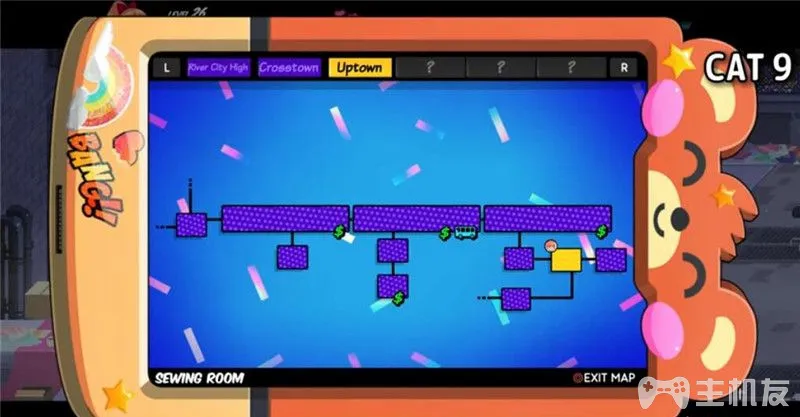 LEVEL 26
L
River City High
Crosstown
Uptown
?
?
?
R
CAT 9
BANG!
$
$
$
$
SEWING ROOM
EXIT MAP
主机友